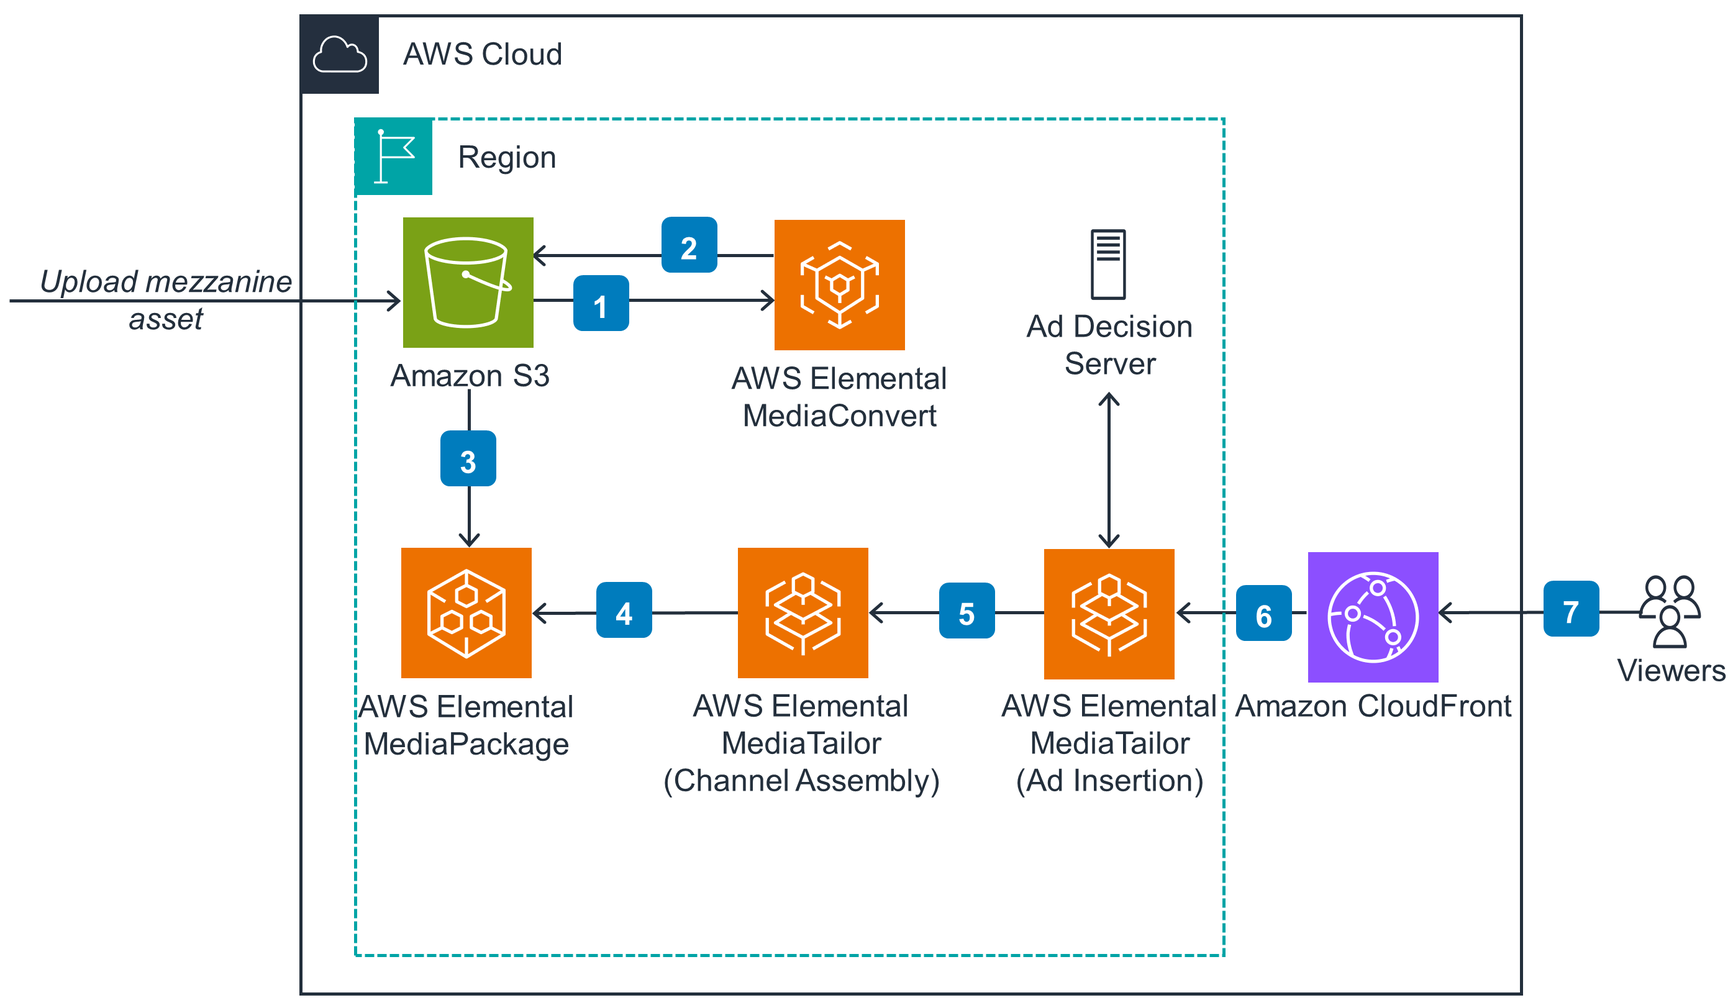 AWS Cloud
Region
Upload mezzanine
asset
2
1
Amazon S3
AWS Elemental
MediaConvert
Ad Decision
Server
3
4
5
6
7
AWS Elemental
MediaPackage
AWS Elemental
MediaTailor
(Channel Assembly)
AWS Elemental
MediaTailor
(Ad Insertion)
Amazon CloudFront
Viewers